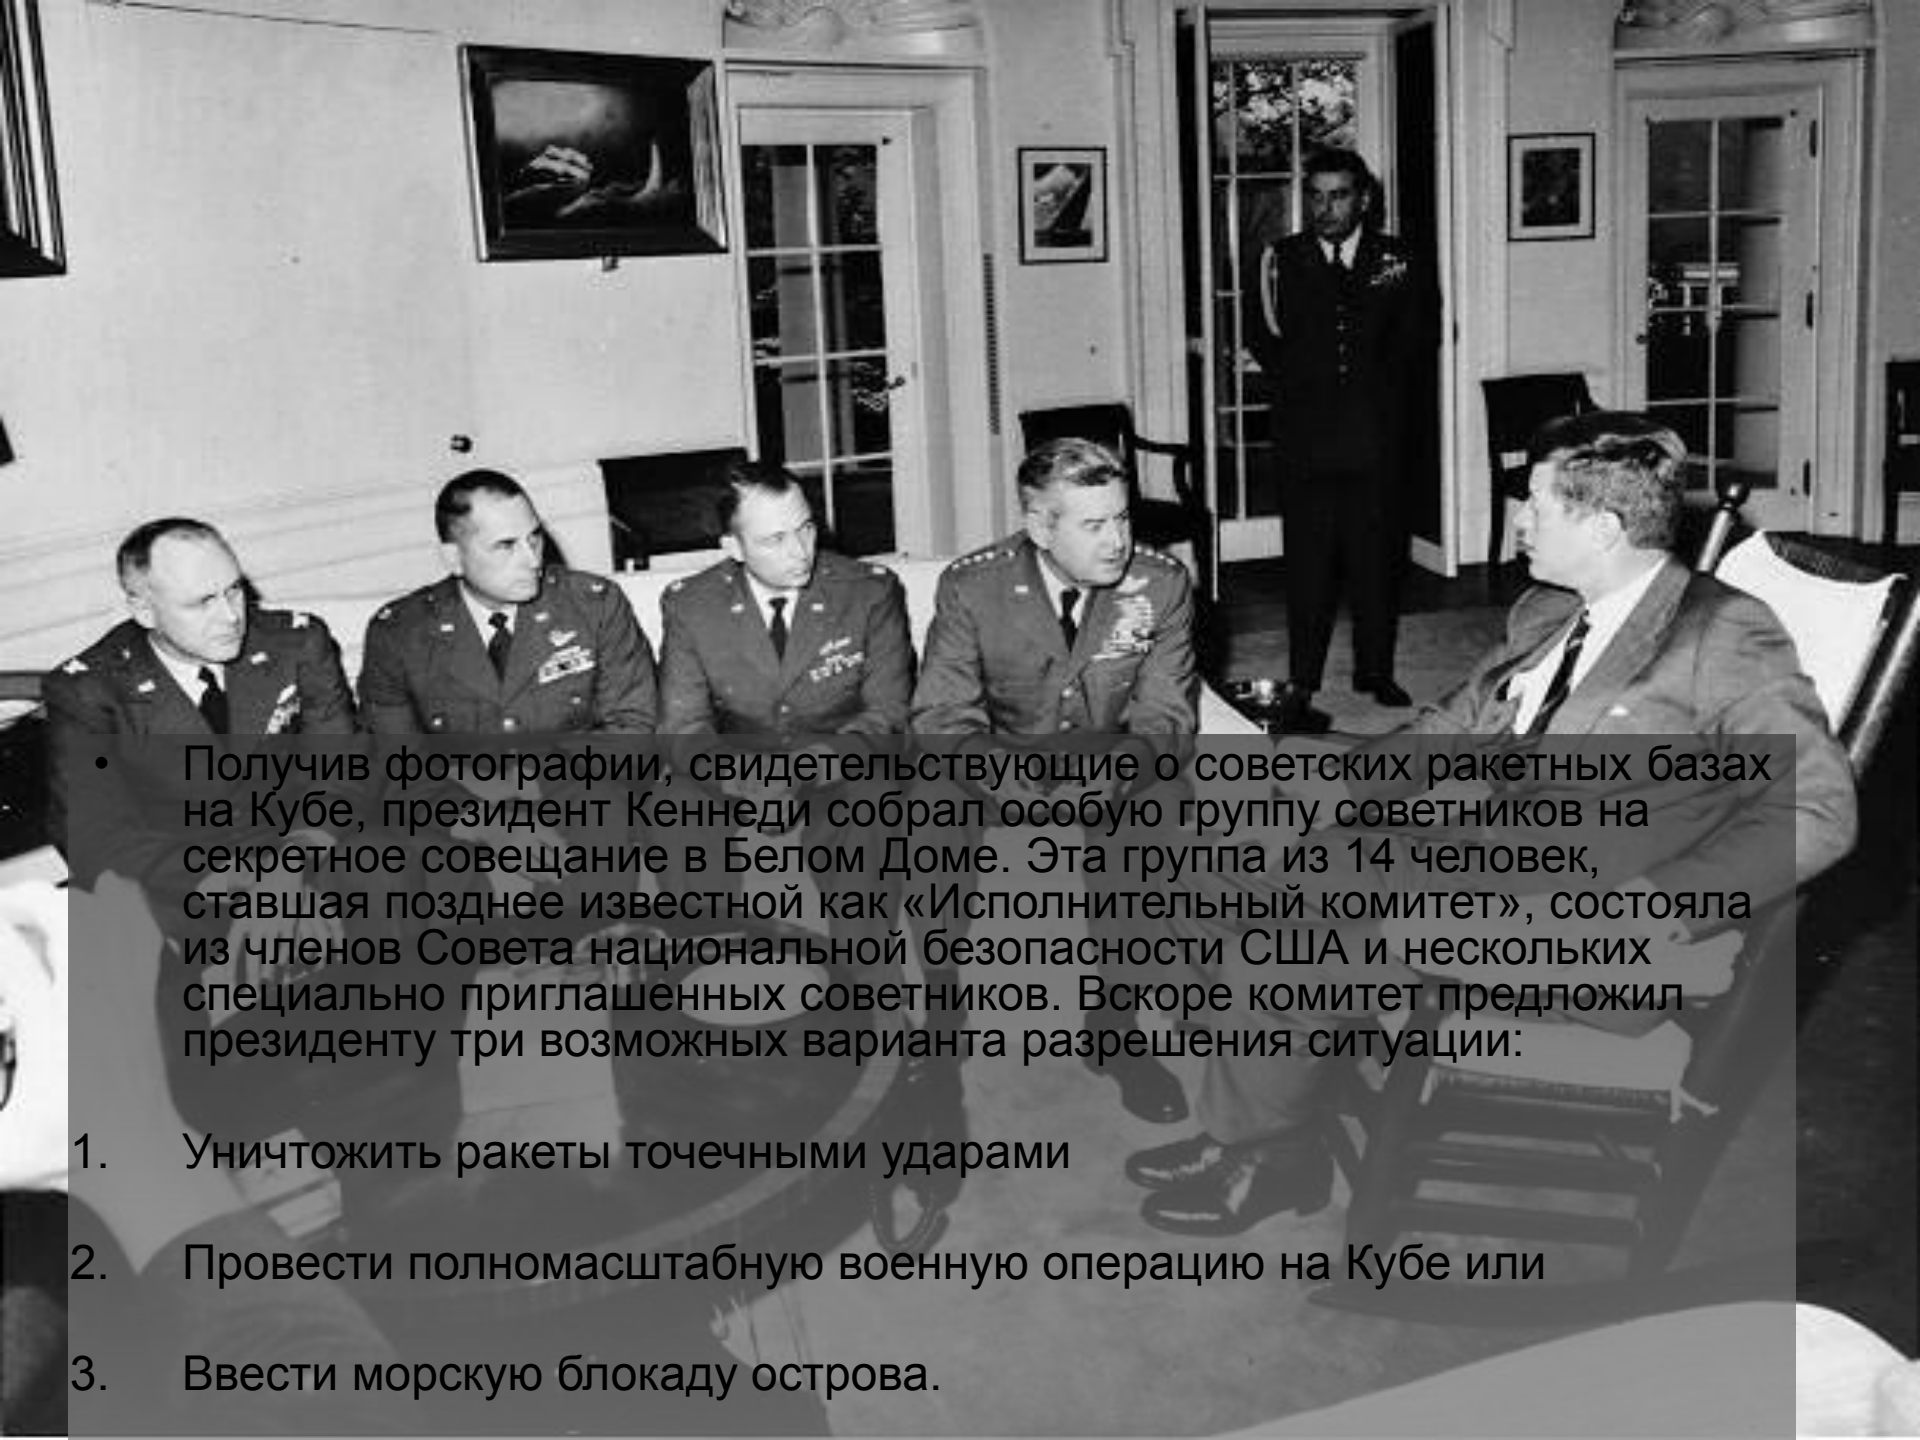 • Получив фотографии, свидетельствующие о советских ракетных базах
на Кубе, президент Кеннеди собрал особую группу советников на
секретное совещание в Белом Доме. Эта группа из 14 человек,
ставшая позднее известной как «Исполнительный комитет», состояла
из членов Совета национальной безопасности США и нескольких
специально приглашенных советников. Вскоре комитет предложил
президенту три возможных варианта разрешения ситуации:
1. Уничтожить ракеты точечными ударами
2. Провести полномасштабную военную операцию на Кубе или
3. Ввести морскую блокаду острова.